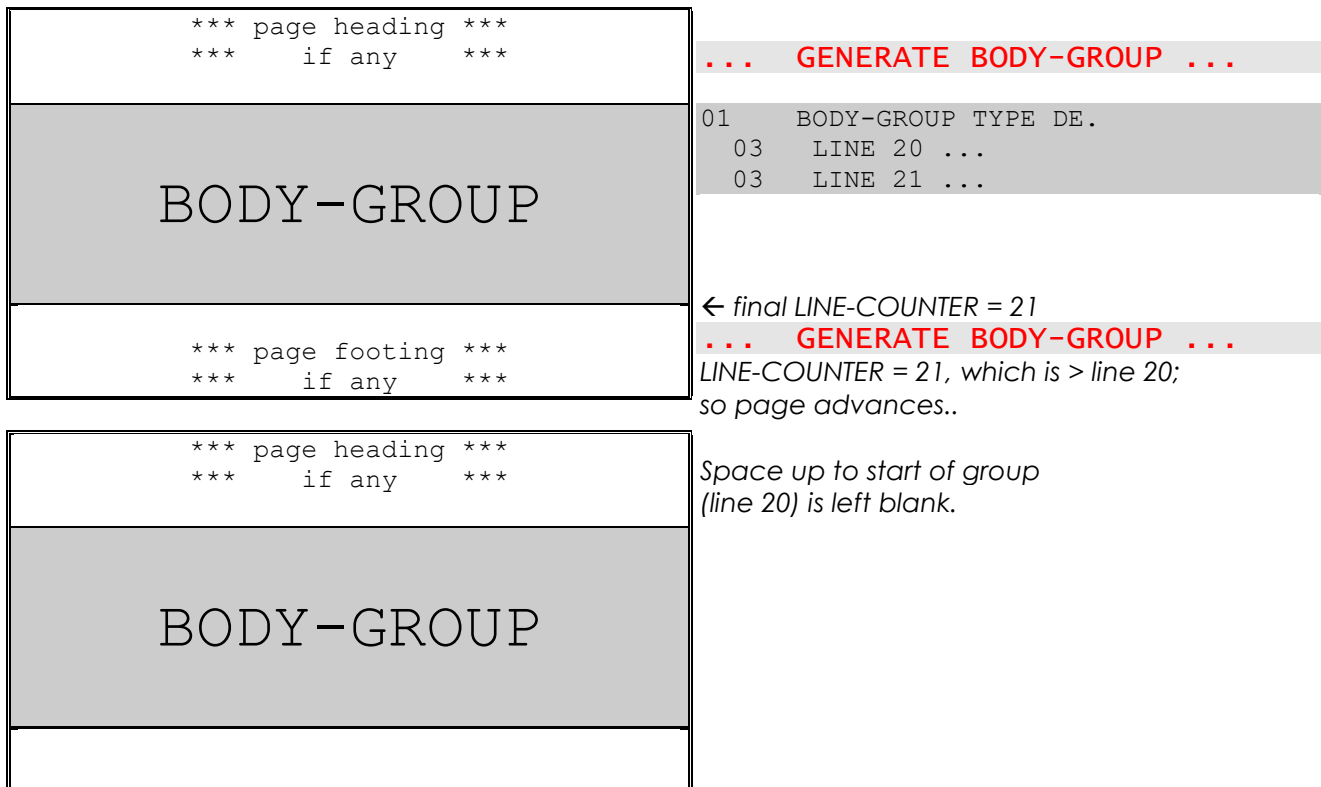 *** page heading ***
*** if any ***
... GENERATE BODY-GROUP ...
01 BODY-GROUP TYPE DE.
03 LINE 20 ...
03 LINE 21 ...
BODY-GROUP
← final LINE-COUNTER = 21
... GENERATE BODY-GROUP ...
*** page footing ***
*** if any ***
LINE-COUNTER = 21, which is > line 20;
so page advances..
*** page heading ***
*** if any ***
Space up to start of group
(line 20) is left blank.
BODY-GROUP